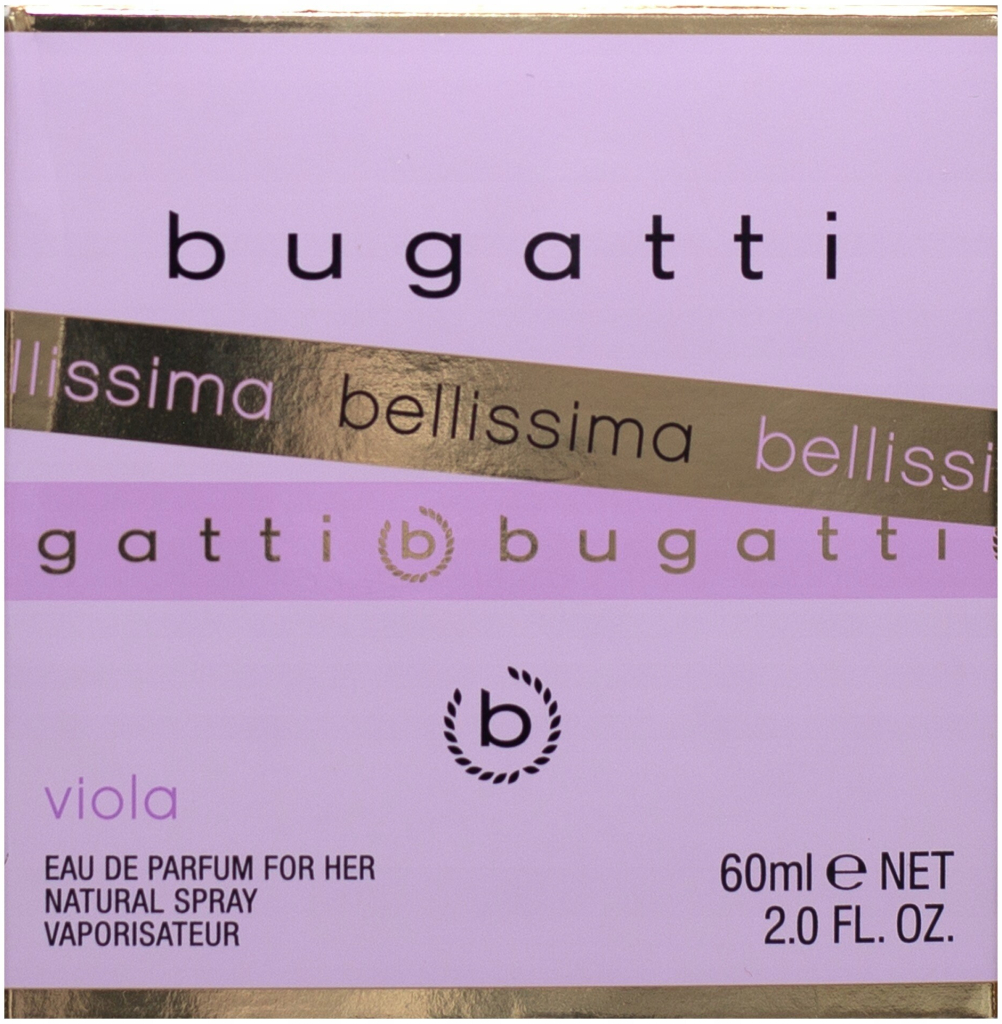 bugatti
llissima bellissima bellissi
gatti b bugatti
b
viola
EAU DE PARFUM FOR HER
NATURAL SPRAY
VAPORISATEUR
60ml e NET
2.0 FL. OZ.